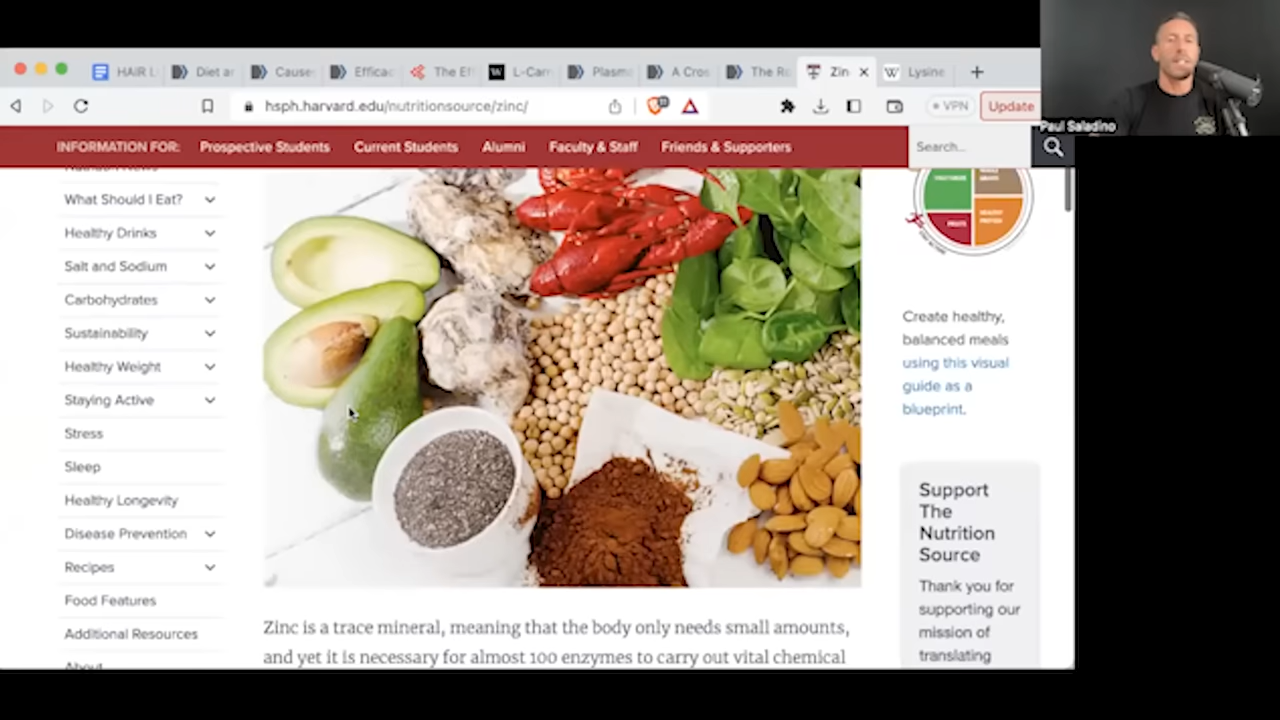 HAIR L
Diet ar
Cause
Effica
The Ef
L-Carr
Plasm
A Cros
The Ro
Zin
Lysine
hsph.harvard.edu/nutritionsource/zinc/
VPN
Update
Paul Saladino
INFORMATION FOR:
Prospective Students
Current Students
Alumni
Faculty & Staff
Friends & Supporters
Search...
What Should I Eat?
Healthy Drinks
Salt and Sodium
Carbohydrates
Sustainability
Healthy Weight
Staying Active
Stress
Sleep
Healthy Longevity
Disease Prevention
Recipes
Food Features
Additional Resources
About
Zinc is a trace mineral, meaning that the body only needs small amounts,
and yet it is necessary for almost 100 enzymes to carry out vital chemical
Create healthy,
balanced meals
using this visual
guide as a
blueprint.
Support
The
Nutrition
Source
Thank you for
supporting our
mission of
translating